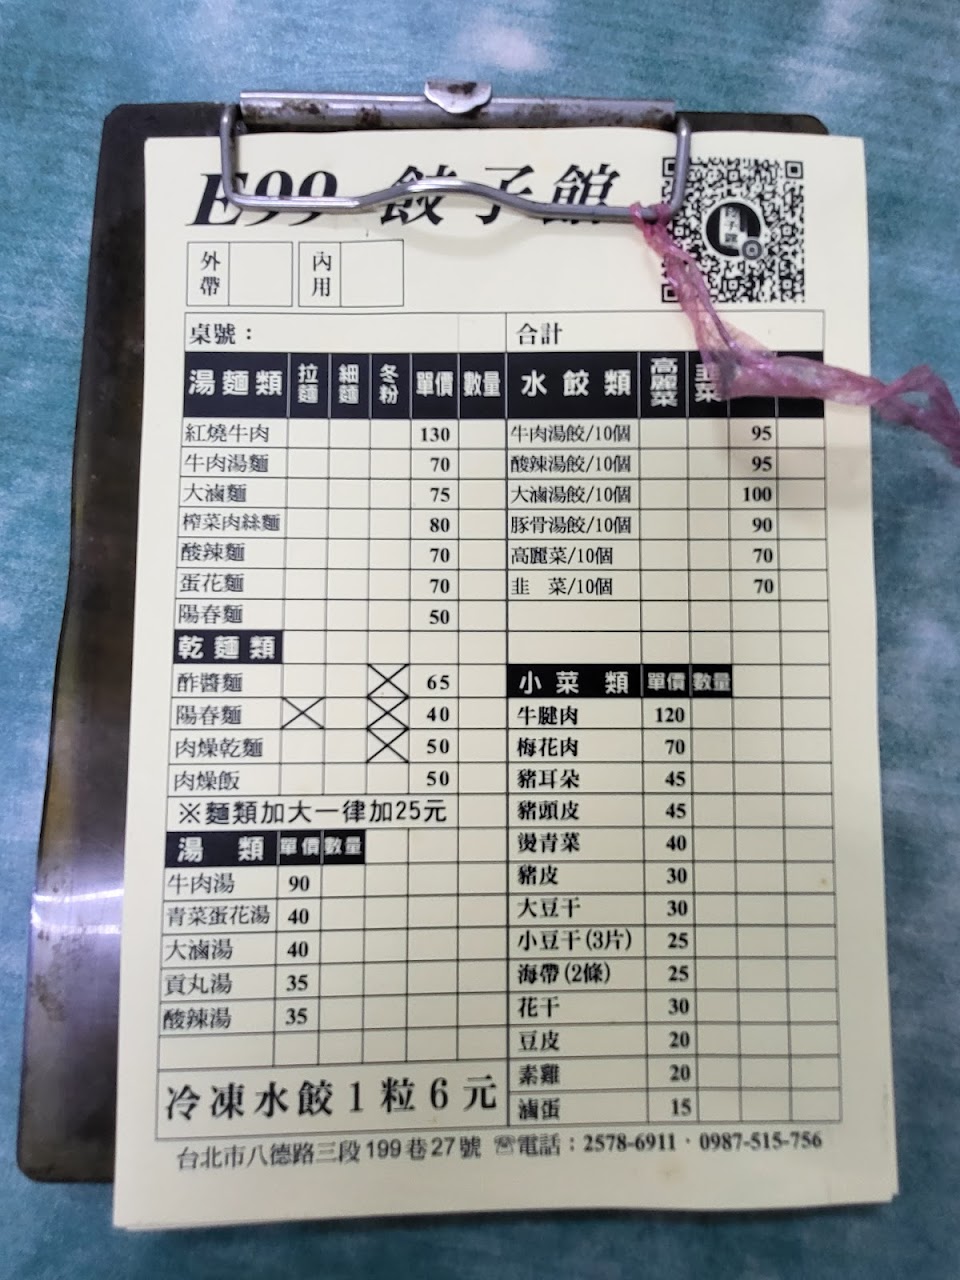 E99 餃子館
餃子館
外帶 內用
桌號： 合計
湯麵類 拉麵 細麵 冬粉 單價 數量
紅燒牛肉 130
牛肉湯麵 70
大滷麵 75
榨菜肉絲麵 80
酸辣麵 70
蛋花麵 70
陽春麵 50
乾麵類
酢醬麵 65
陽春麵 40
肉燥乾麵 50
肉燥飯 50
※麵類加大一律加25元
湯類 單價 數量
牛肉湯 90
青菜蛋花湯 40
大滷湯 40
貢丸湯 35
酸辣湯 35
冷凍水餃1粒6元
水餃類 高麗菜 韭菜
牛肉湯餃/10個 95
酸辣湯餃/10個 95
大滷湯餃/10個 100
豚骨湯餃/10個 90
高麗菜/10個 70
韭 菜/10個 70
小菜類 單價 數量
牛腱肉 120
梅花肉 70
豬耳朵 45
豬頭皮 45
燙青菜 40
豬皮 30
大豆干 30
小豆干(3片) 25
海帶(2條) 25
花干 30
豆皮 20
素雞 20
滷蛋 15
台北市八德路三段199巷27號 ☏電話：2578-6911．0987-515-756